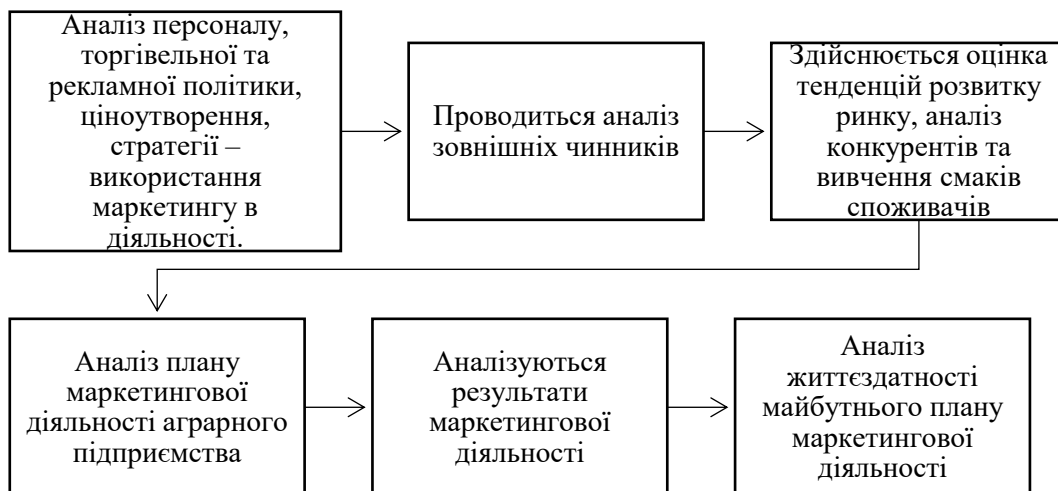 Аналіз персоналу,
торгівельної та
рекламної політики,
ціноутворення,
стратегії –
використання
маркетингу в
діяльності.
Проводиться аналіз
зовнішніх чинників
Здійснюється оцінка
тенденцій розвитку
ринку, аналіз
конкурентів та
вивчення смаків
споживачів
Аналіз плану
маркетингової
діяльності аграрного
підприємства
Аналізуються
результати
маркетингової
діяльності
Аналіз
життєздатності
майбутнього плану
маркетингової
діяльності